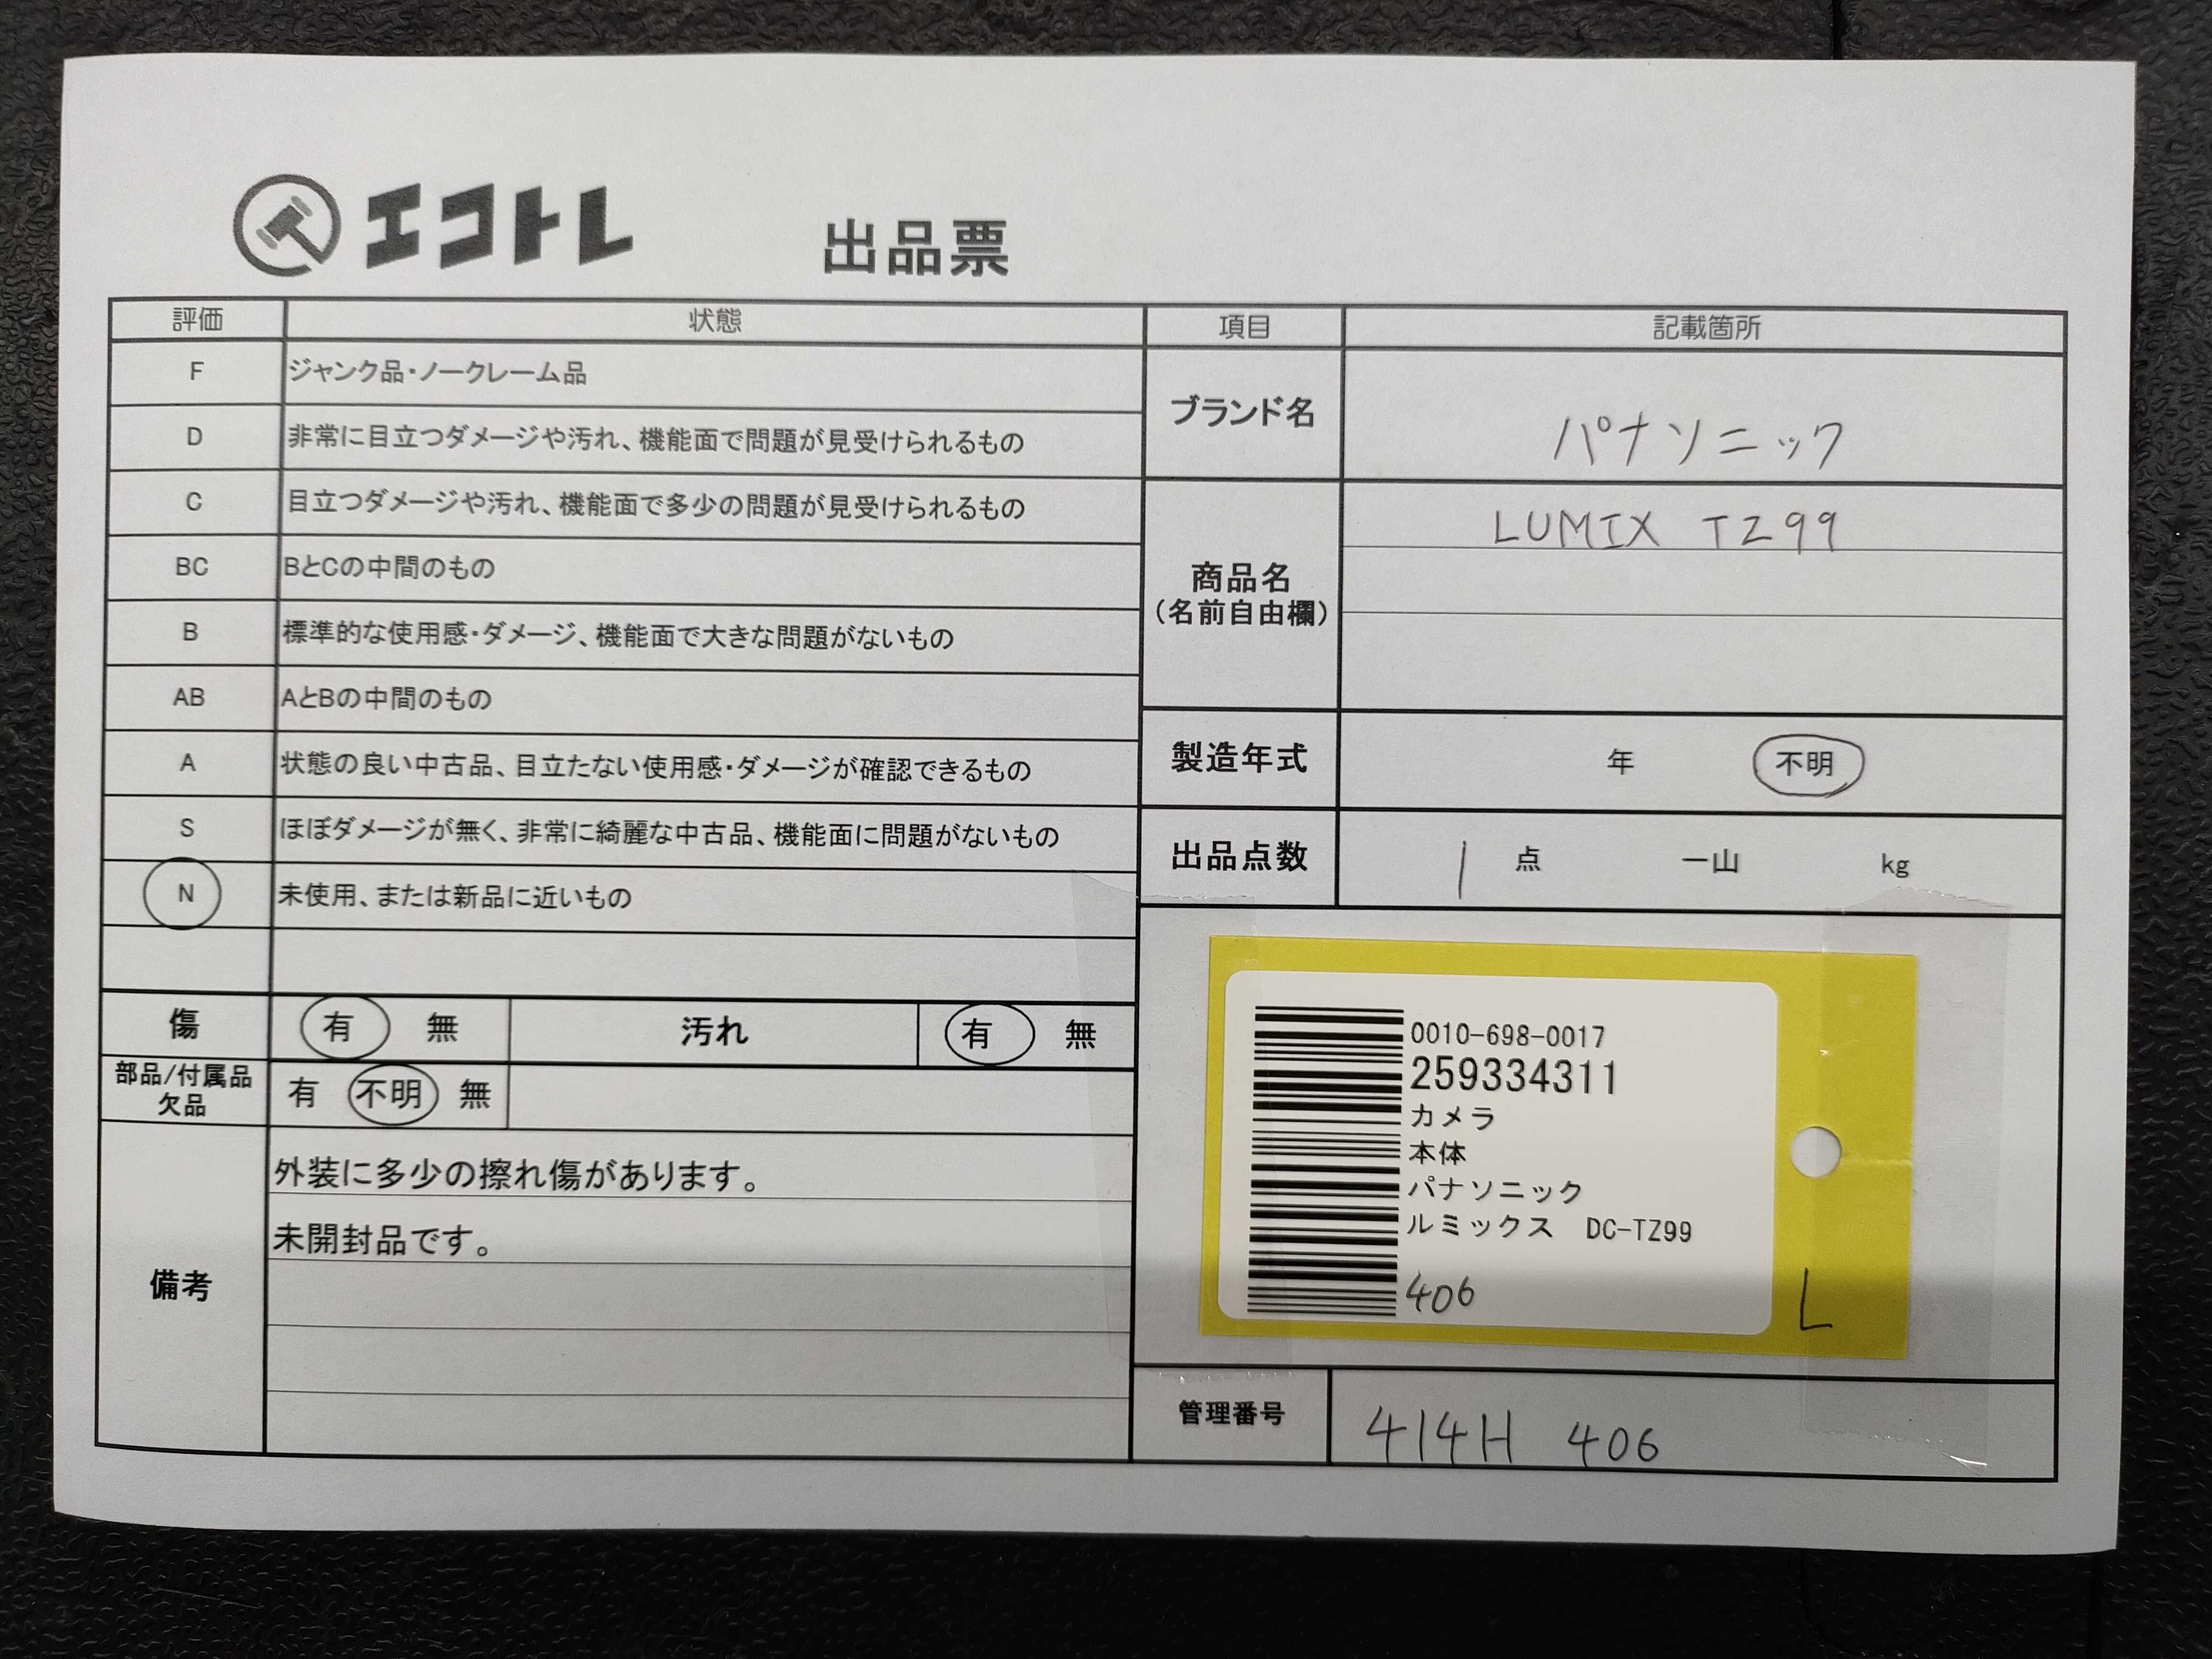 エコトレ 出品票
評価 状態
F ジャンク品・ノークレーム品
D 非常に目立つダメージや汚れ、機能面で問題が見受けられるもの
C 目立つダメージや汚れ、機能面で多少の問題が見受けられるもの
BC BとCの中間のもの
B 標準的な使用感・ダメージ、機能面で大きな問題がないもの
AB AとBの中間のもの
A 状態の良い中古品、目立たない使用感・ダメージが確認できるもの
S ほぼダメージが無く、非常に綺麗な中古品、機能面に問題がないもの
N 未使用、または新品に近いもの
傷 有 無 汚れ 有 無
部品/付属品
欠品
有 不明 無
備考
外装に多少の擦れ傷があります。
未開封品です。
項目 記載箇所
ブランド名 パナソニック
商品名
(名前自由欄)
LUMIX TZ99
製造年式 年 不明
出品点数 1 点 一山 kg
0010-698-0017
259334311
カメラ
本体
パナソニック
ルミックス DC-TZ99
406
L
管理番号 414H 406